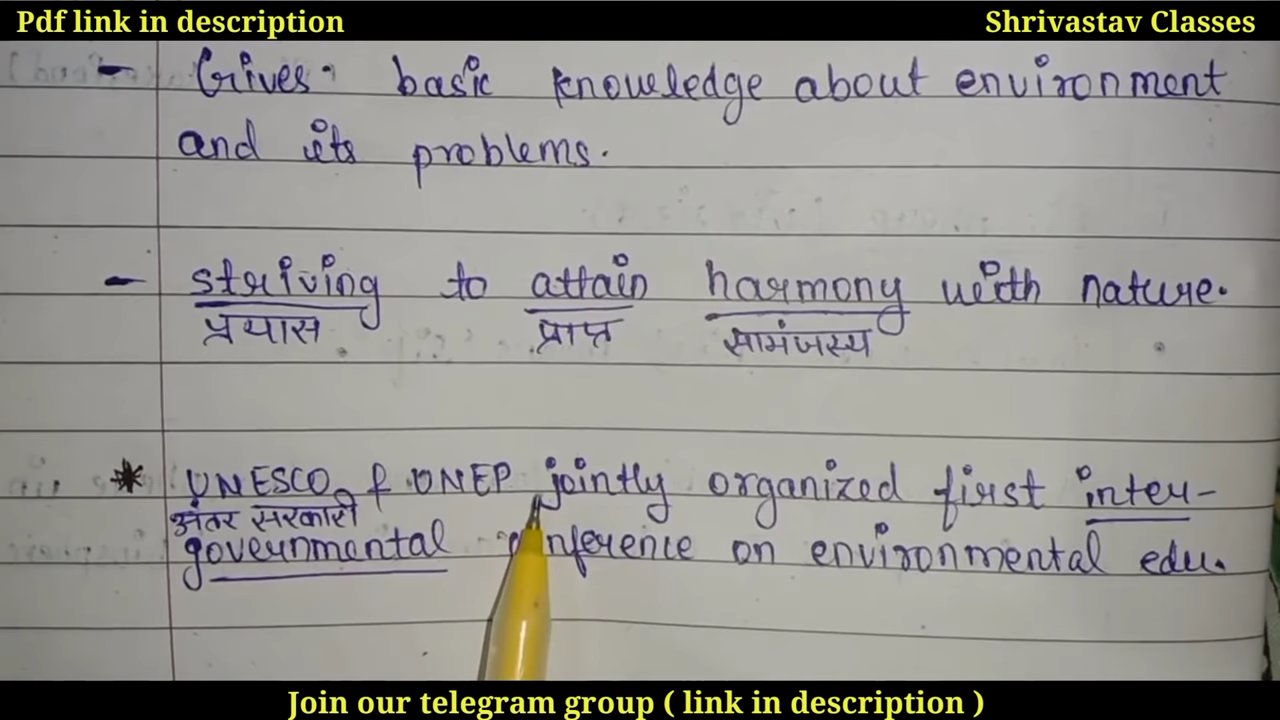 Pdf link in description
Shrivastav Classes
- Gives basic knowledge about environment
and its problems.
- striving to attain harmony with nature.
प्रयास प्राप्त सामंजस्य
* UNESCO & UNEP jointly organized first inter-
अंतर सरकारी
governmental conference on environmental edu.
Join our telegram group ( link in description )